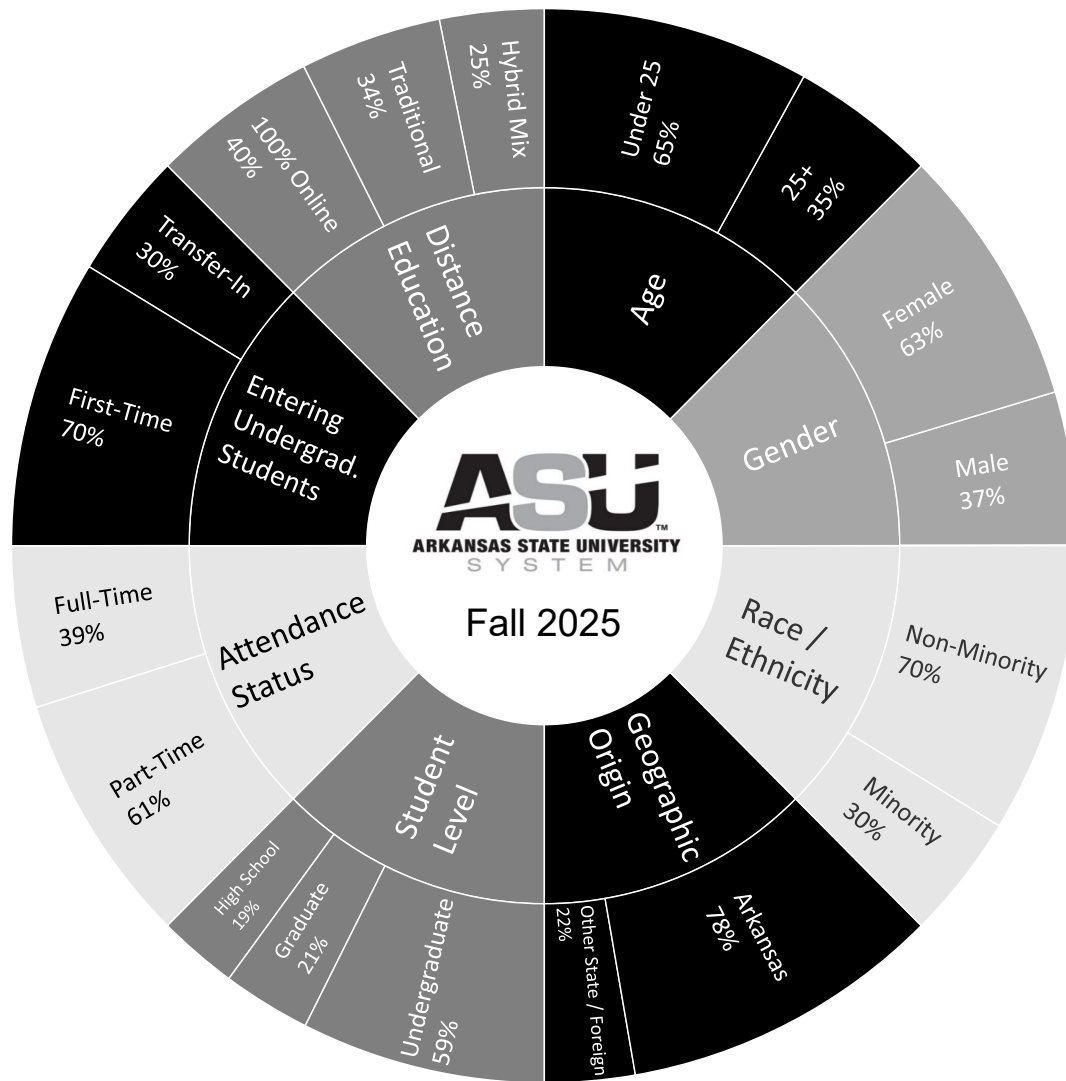 ASU
™
ARKANSAS STATE UNIVERSITY
SYSTEM
Fall 2025
Age
Under 25
65%
25+
35%
Gender
Female
63%
Male
37%
Race /
Ethnicity
Non-Minority
70%
Minority
30%
Geographic
Origin
Arkansas
78%
Other State / Foreign
22%
Student
Level
Undergraduate
59%
Graduate
21%
High School
19%
Attendance
Status
Part-Time
61%
Full-Time
39%
Entering
Undergrad.
Students
First-Time
70%
Transfer-In
30%
Distance
Education
100% Online
40%
Traditional
34%
Hybrid Mix
25%